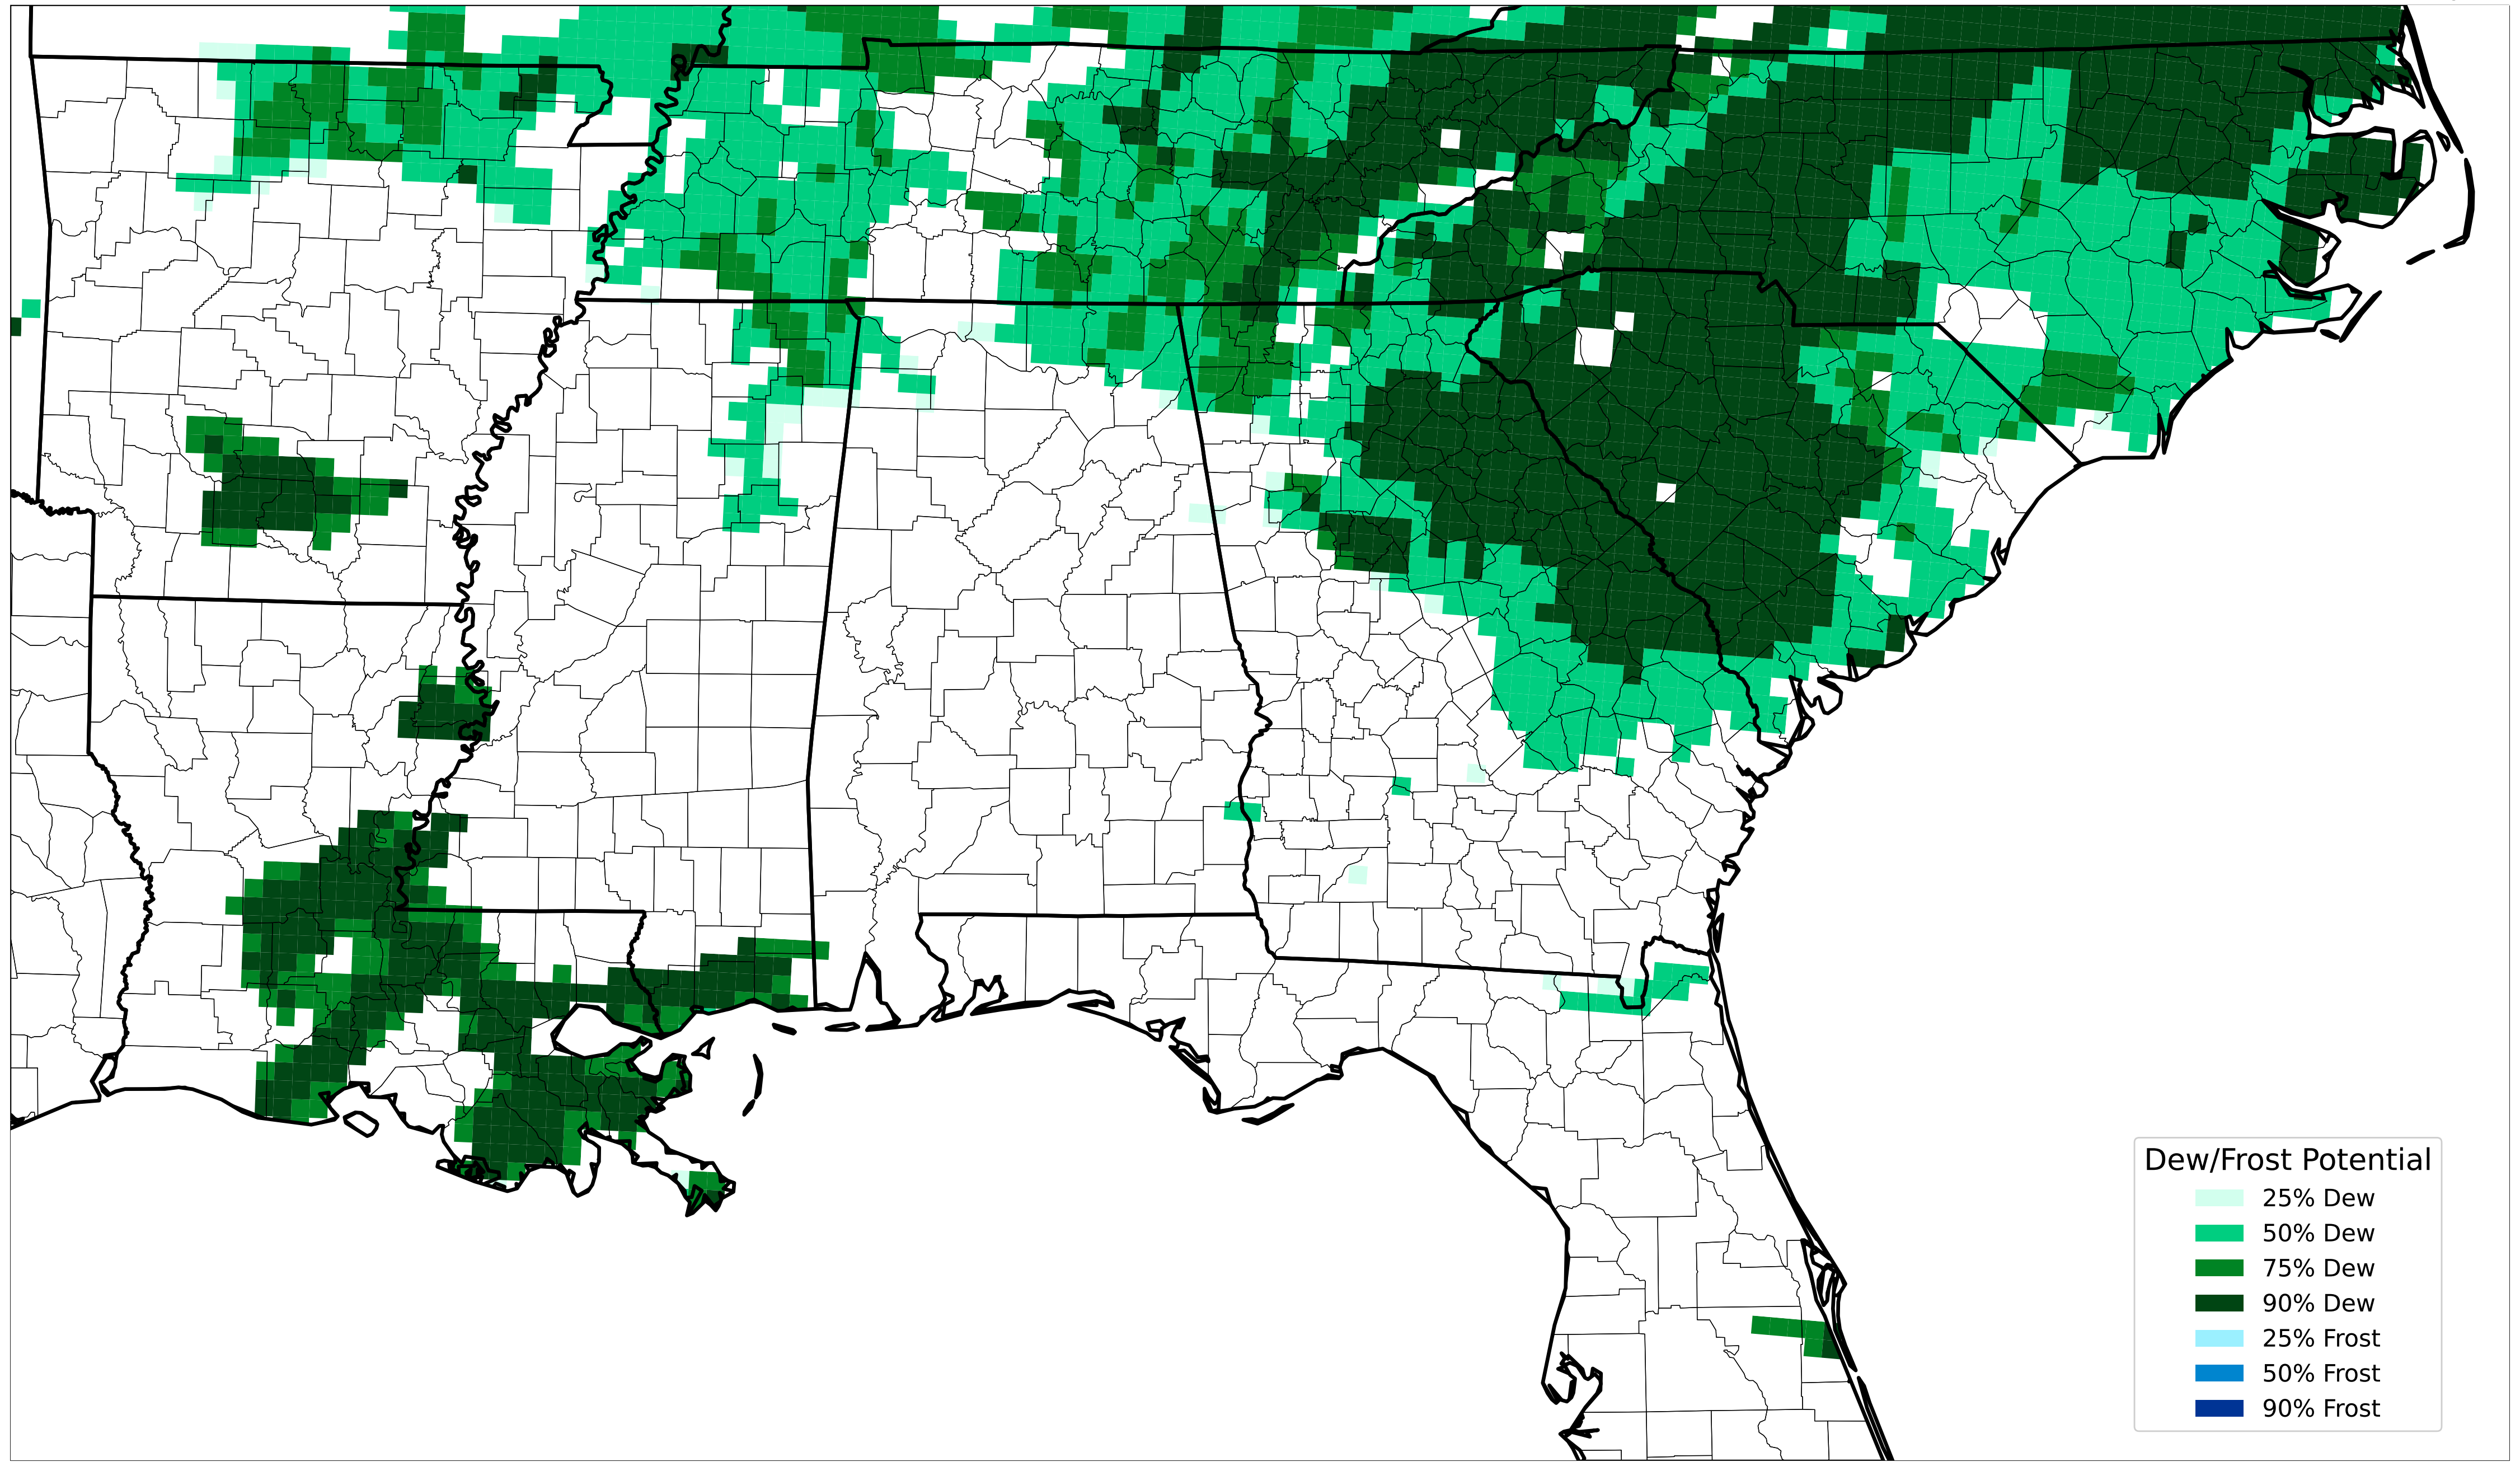 Dew/Frost Potential
25% Dew
50% Dew
75% Dew
90% Dew
25% Frost
50% Frost
90% Frost